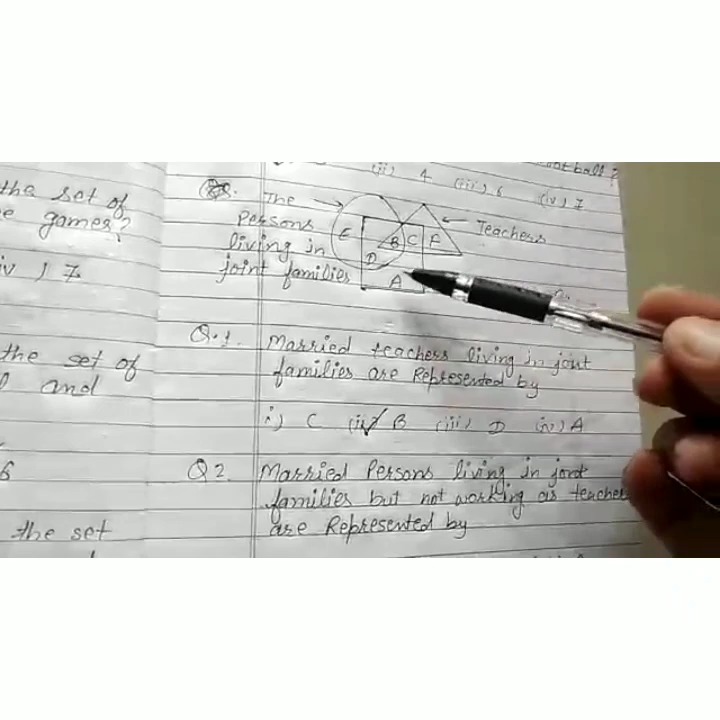 the set of
e games?
iv ) 7.
the set of
and
6
the set
(ii) 4 (iii) 6 (iv) 7
The
Persons
living in
joint families
E
B
C
F
D
A
Teachers
Q.1. Married teachers living in joint
families are Represented by
i) C (ii) B (iii) D (iv) A
Q 2. Married Persons living in joint
families but not working as teacher
are Represented by